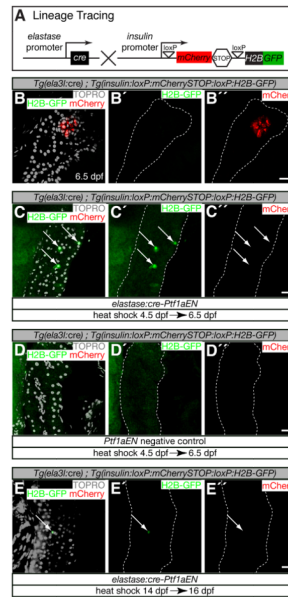 A Lineage Tracing
elastase promoter
insulin promoter
cre
loxP
mCherry
STOP
loxP
H2B-GFP
Tg(ela3l:cre) ; Tg(insulin:loxP:mCherrySTOP:loxP:H2B-GFP)
B TOPRO
H2B-GFP mCherry
6.5 dpf
B´ H2B-GFP
B´´ mCherry
Tg(ela3l:cre) ; Tg(insulin:loxP:mCherrySTOP:loxP:H2B-GFP)
C TOPRO
H2B-GFP mCherry
C´ H2B-GFP
C´´ mCherry
elastase:cre-Ptf1aEN
heat shock 4.5 dpf → 6.5 dpf
Tg(ela3l:cre) ; Tg(insulin:loxP:mCherrySTOP:loxP:H2B-GFP)
D TOPRO
H2B-GFP mCherry
D´ H2B-GFP
D´´ mCherry
Ptf1aEN negative control
heat shock 4.5 dpf → 6.5 dpf
Tg(ela3l:cre) ; Tg(insulin:loxP:mCherrySTOP:loxP:H2B-GFP)
E TOPRO
H2B-GFP mCherry
E´ H2B-GFP
E´´ mCherry
elastase:cre-Ptf1aEN
heat shock 14 dpf → 16 dpf